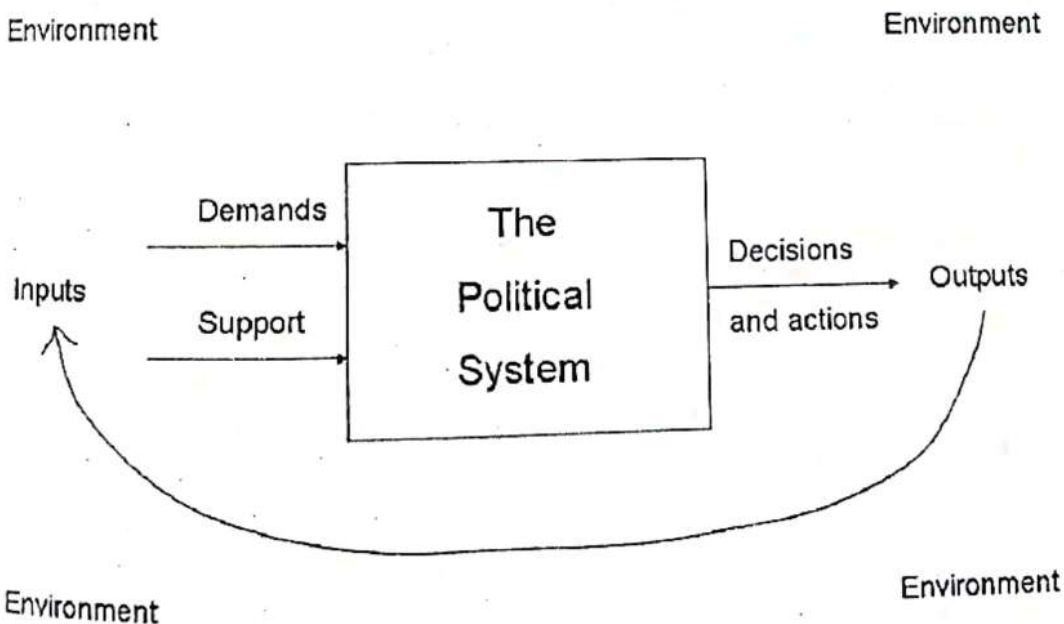 Environment
Environment
Demands
Inputs
Support
The
Political
System
Decisions
and actions
Outputs
Environment
Environment